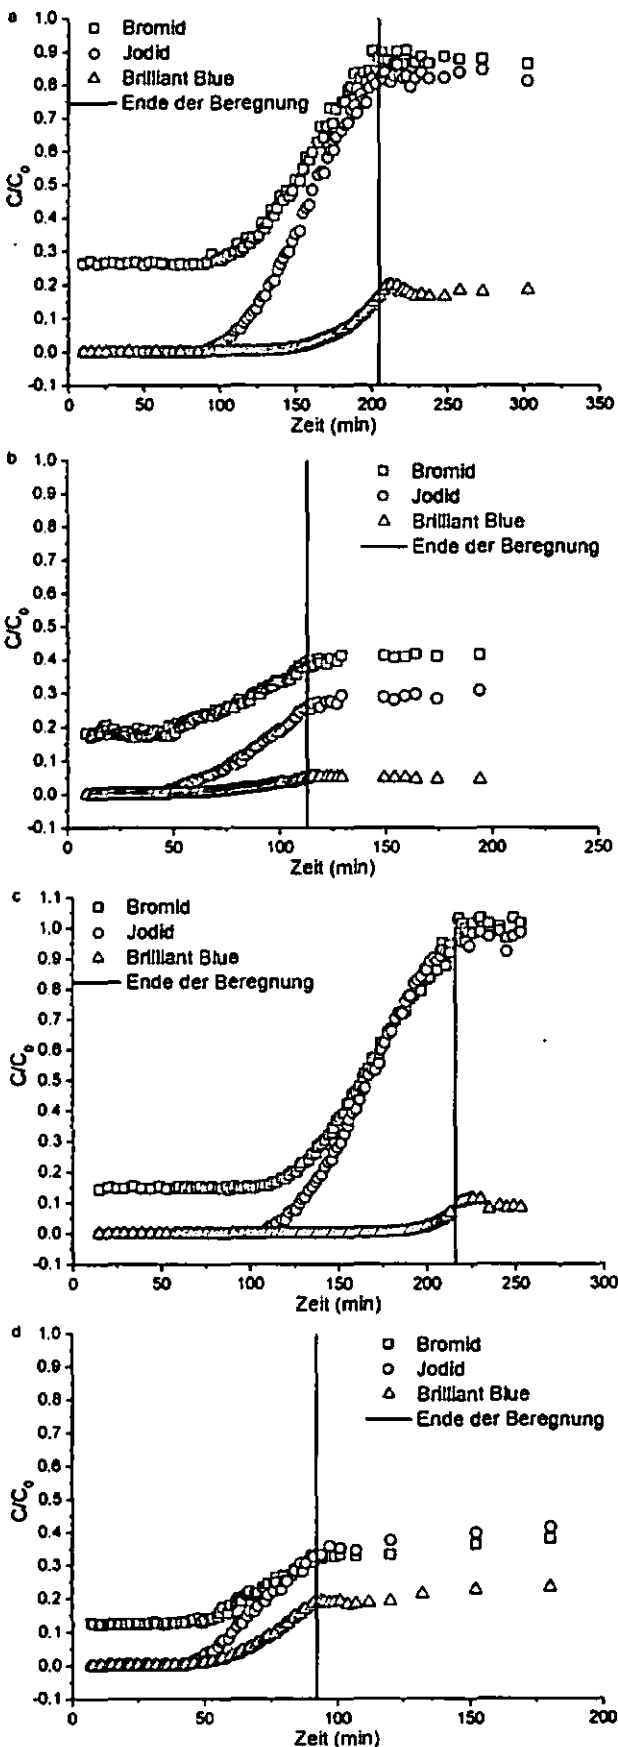 a
Bromid
Jodid
Brilliant Blue
Ende der Beregnung
1.0
0.9
0.8
0.7
0.6
0.5
0.4
0.3
0.2
0.1
0.0
-0.1
C/C0
0 50 100 150 200 250 300 350
Zeit (min)
b
Bromid
Jodid
Brilliant Blue
Ende der Beregnung
1.0
0.9
0.8
0.7
0.6
0.5
0.4
0.3
0.2
0.1
0.0
-0.1
C/C0
0 50 100 150 200 250
Zeit (min)
c
Bromid
Jodid
Brilliant Blue
Ende der Beregnung
1.1
1.0
0.9
0.8
0.7
0.6
0.5
0.4
0.3
0.2
0.1
0.0
-0.1
C/C0
0 50 100 150 200 250 300
Zeit (min)
d
Bromid
Jodid
Brilliant Blue
Ende der Beregnung
1.0
0.9
0.8
0.7
0.6
0.5
0.4
0.3
0.2
0.1
0.0
-0.1
C/C0
0 50 100 150 200
Zeit (min)